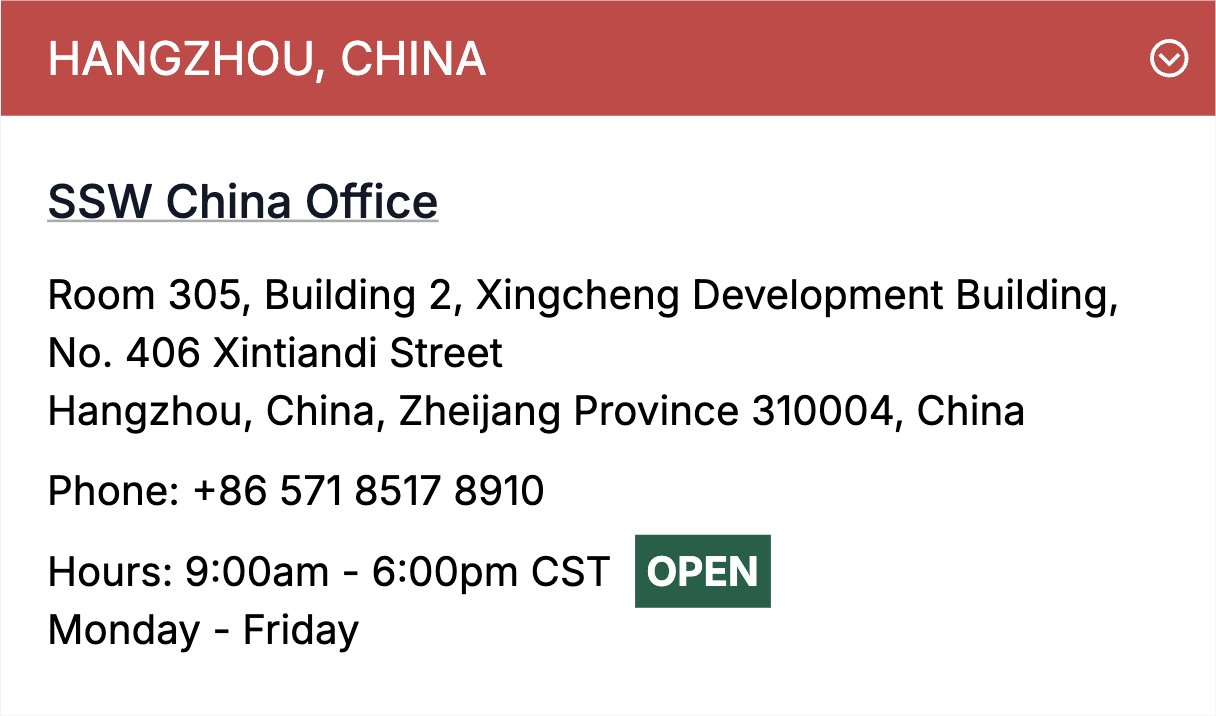 HANGZHOU, CHINA
SSW China Office
Room 305, Building 2, Xingcheng Development Building,
No. 406 Xintiandi Street
Hangzhou, China, Zheijang Province 310004, China
Phone: +86 571 8517 8910
Hours: 9:00am - 6:00pm CST OPEN
Monday - Friday